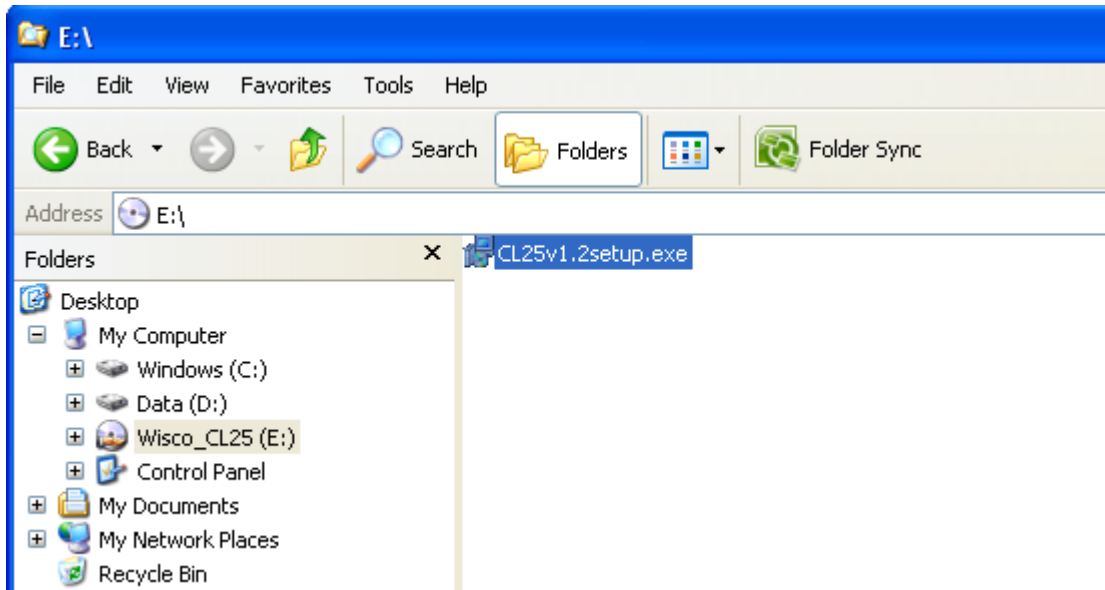 E:\
File Edit View Favorites Tools Help
Back Search Folders Folder Sync
Address E:\
Folders X CL25v1.2setup.exe
Desktop
My Computer
Windows (C:)
Data (D:)
Wisco_CL25 (E:)
Control Panel
My Documents
My Network Places
Recycle Bin